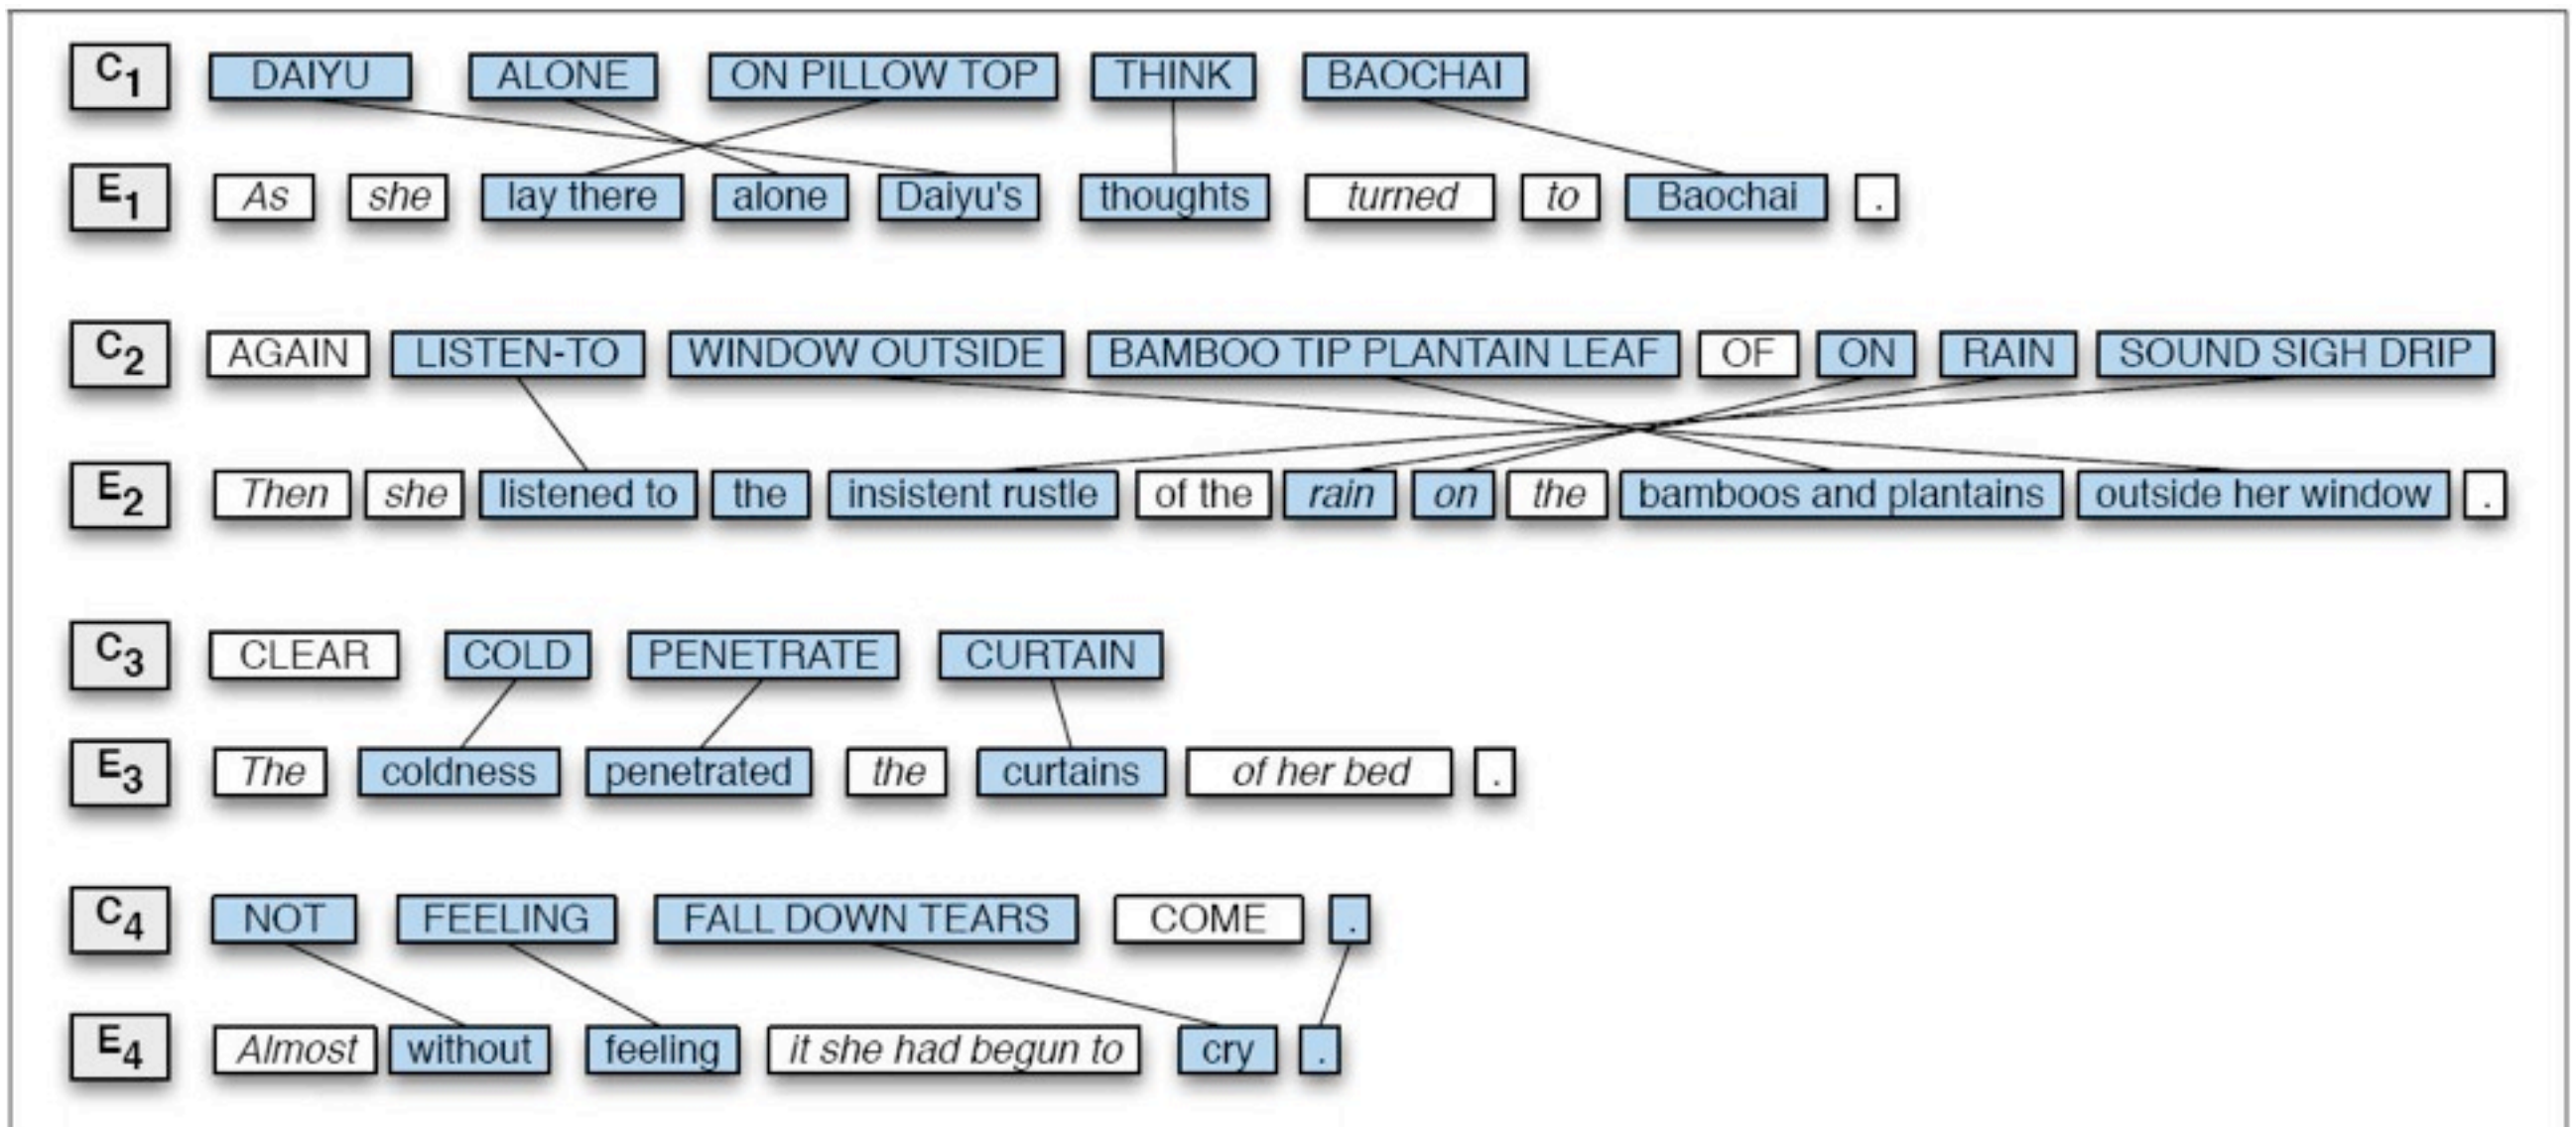 C1 DAIYU ALONE ON PILLOW TOP THINK BAOCHAI
E1 As she lay there alone Daiyu's thoughts turned to Baochai .
C2 AGAIN LISTEN-TO WINDOW OUTSIDE BAMBOO TIP PLANTAIN LEAF OF ON RAIN SOUND SIGH DRIP
E2 Then she listened to the insistent rustle of the rain on the bamboos and plantains outside her window .
C3 CLEAR COLD PENETRATE CURTAIN
E3 The coldness penetrated the curtains of her bed .
C4 NOT FEELING FALL DOWN TEARS COME .
E4 Almost without feeling it she had begun to cry .